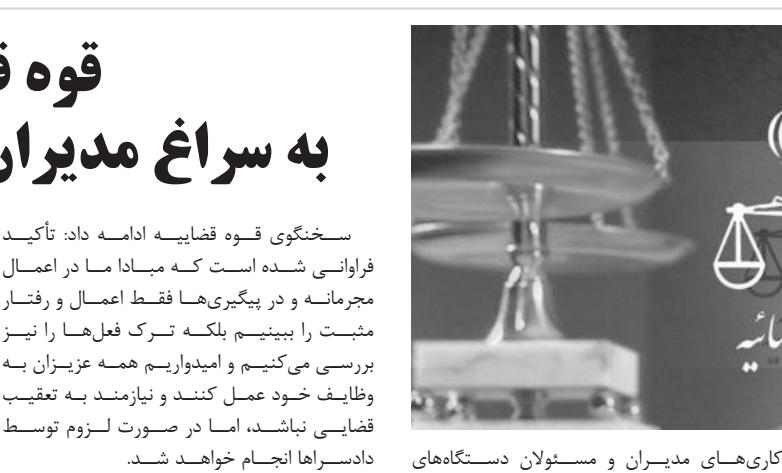 قوه
به سراغ مدیران
سخنگوی قوه قضاییه ادامه داد: تأکید
فراوانی شده است که مبادا ما در اعمال
مجرمانه و در پیگیری‌ها فقط اعمال و رفتار
مثبت را ببینیم بلکه ترک فعل‌ها را نیز
بررسی می‌کنیم و امیدواریم همه عزیزان به
وظایف خود عمل کنند و نیازمند به تعقیب
قضایی نباشد، اما در صورت لزوم توسط
دادسراها انجام خواهد شد.
کاری‌های مدیران و مسئولان دستگاه‌های